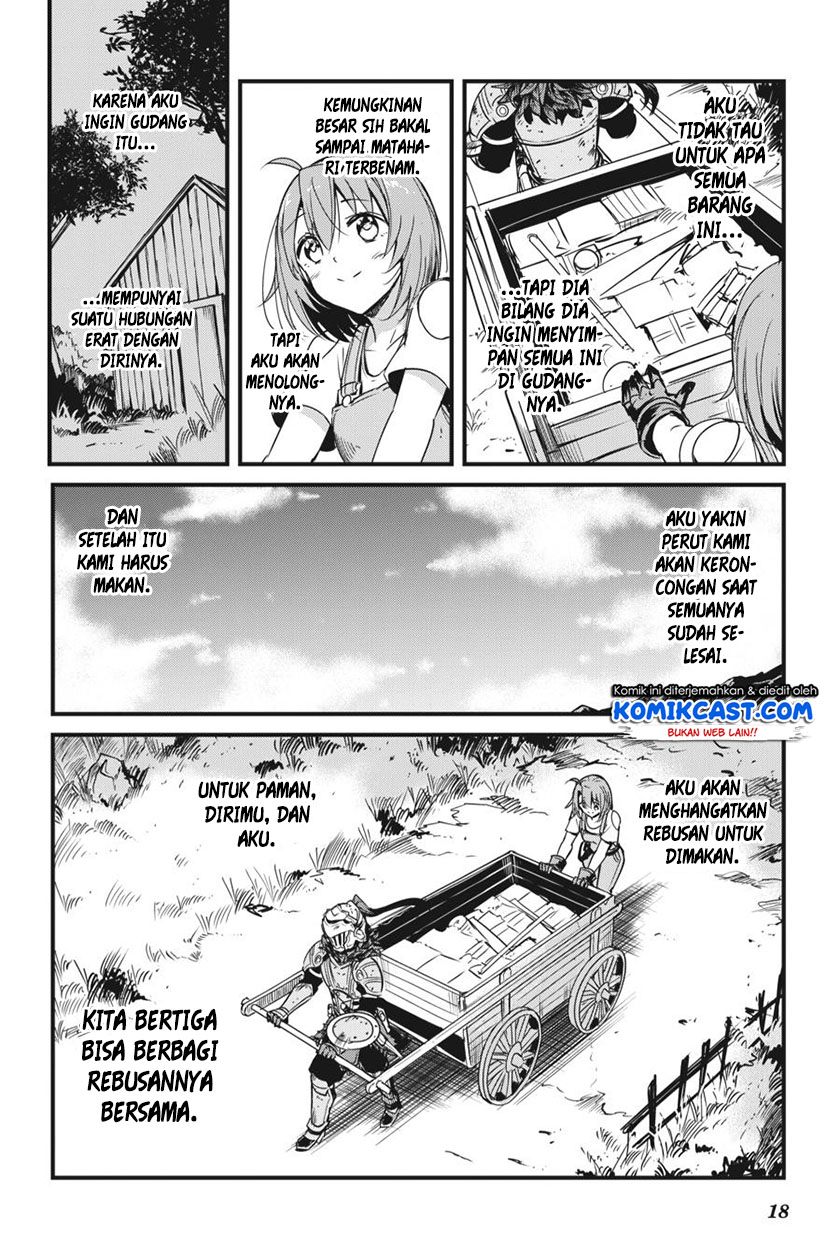 AKU
TIDAK TAU
UNTUK APA
SEMUA
BARANG
INI...
...TAPI DIA
BILANG DIA
INGIN MENYIM-
PAN SEMUA INI
DI GUDANG-
NYA.
KEMUNGKINAN
BESAR SIH BAKAL
SAMPAI MATAHA-
RI TERBENAM.
TAPI
AKU AKAN
MENOLONG-
NYA.
KARENA AKU
INGIN GUDANG
ITU...
...MEMPUNYAI
SUATU HUBUNGAN
ERAT DENGAN
DIRINYA.
AKU YAKIN
PERUT KAMI
AKAN KERON-
CONGAN SAAT
SEMUANYA
SUDAH SE-
LESAI.
DAN
SETELAH ITU
KAMI HARUS
MAKAN.
Komik ini diterjemahkan & diedit oleh
KOMIKCAST.COM
BUKAN WEB LAIN!!
AKU AKAN
MENGHANGATKAN
REBUSAN UNTUK
DIMAKAN.
UNTUK PAMAN,
DIRIMU, DAN
AKU.
KITA BERTIGA
BISA BERBAGI
REBUSANNYA
BERSAMA.
18